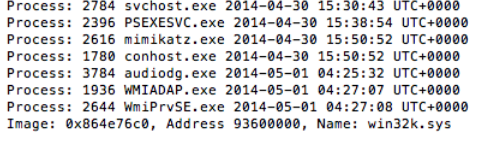 Process: 2784 svchost.exe 2014-04-30 15:30:43 UTC+0000
Process: 2396 PSEXESVC.exe 2014-04-30 15:38:54 UTC+0000
Process: 2616 mimikatz.exe 2014-04-30 15:50:52 UTC+0000
Process: 1780 conhost.exe 2014-04-30 15:50:52 UTC+0000
Process: 3784 audiodg.exe 2014-05-01 04:25:32 UTC+0000
Process: 1936 WMIADAP.exe 2014-05-01 04:27:07 UTC+0000
Process: 2644 WmiPrvSE.exe 2014-05-01 04:27:08 UTC+0000
Image: 0x864e76c0, Address 93600000, Name: win32k.sys